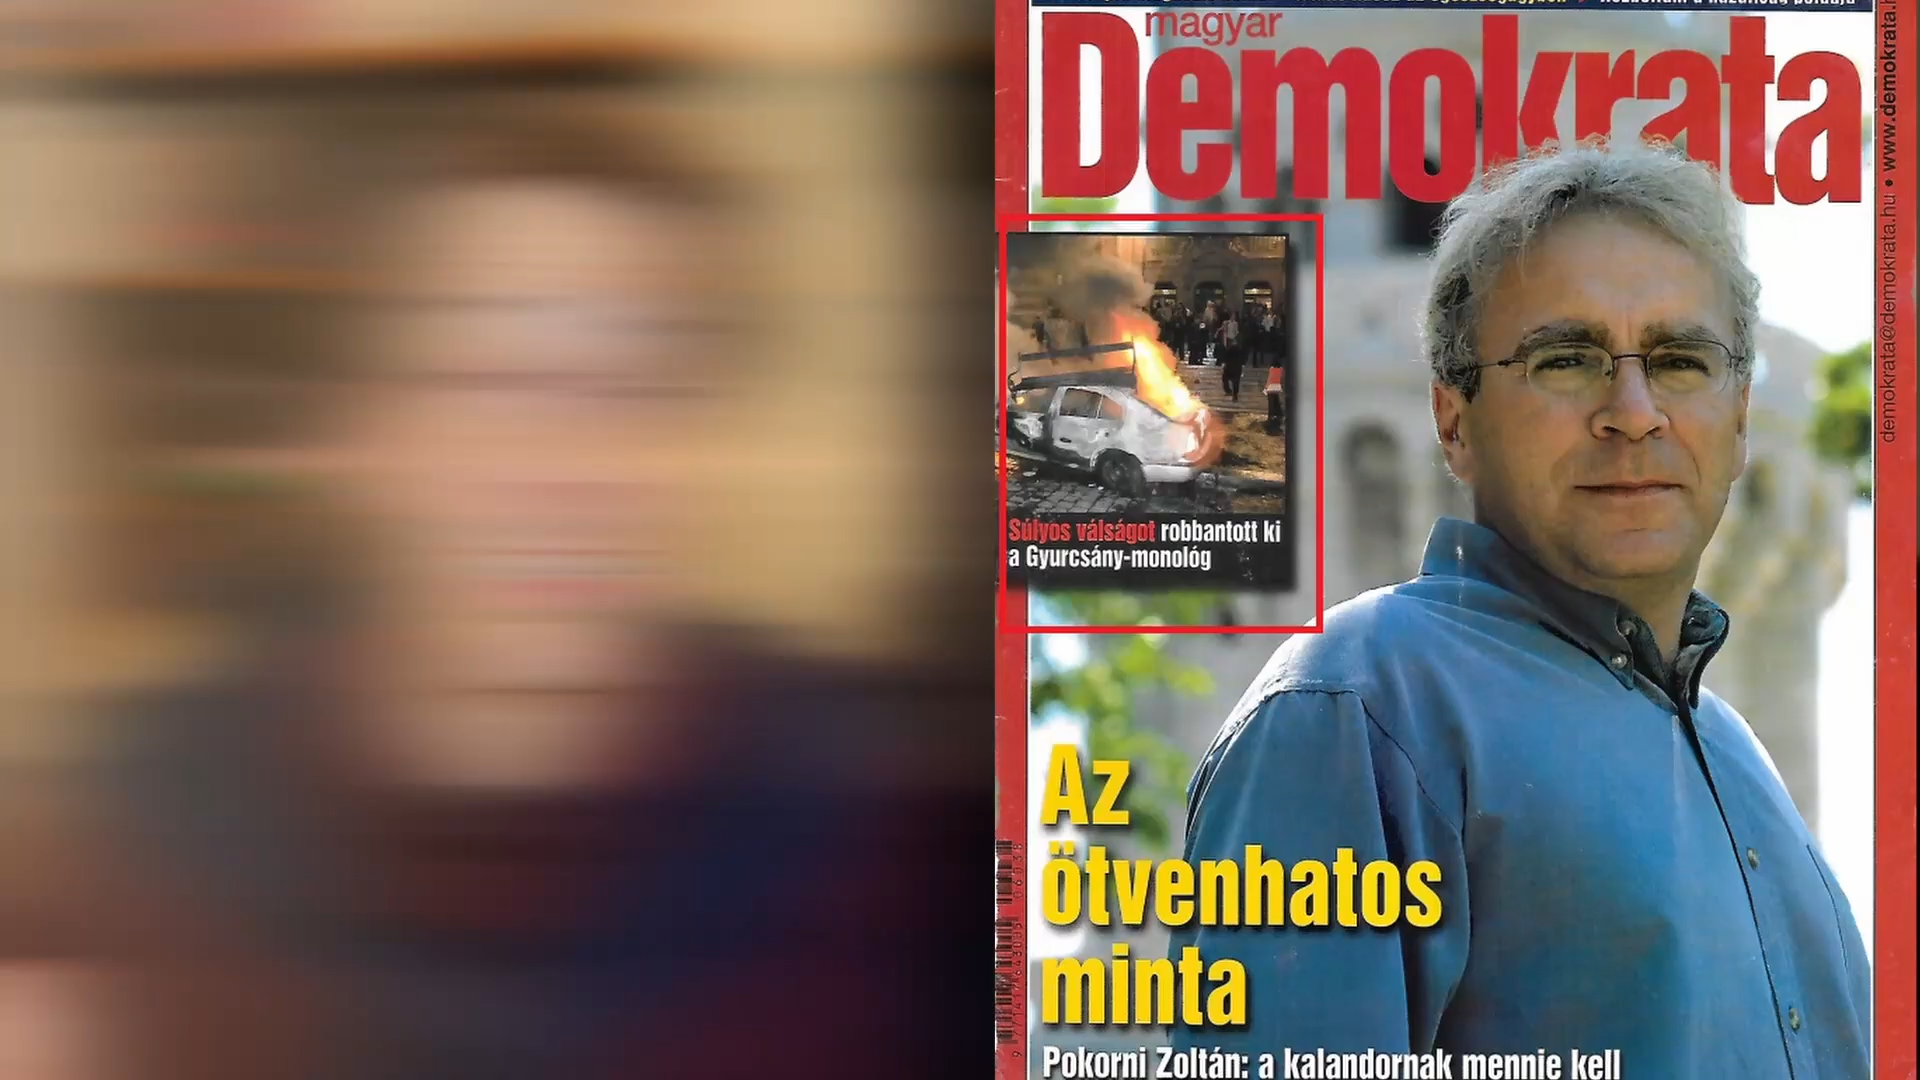 magyar
Demokrata
demokrata@demokrata.hu • www.demokrata.h
Súlyos válságot robbantott ki
a Gyurcsány-monológ
Az
ötvenhatos
minta
Pokorni Zoltán: a kalandornak mennie kell